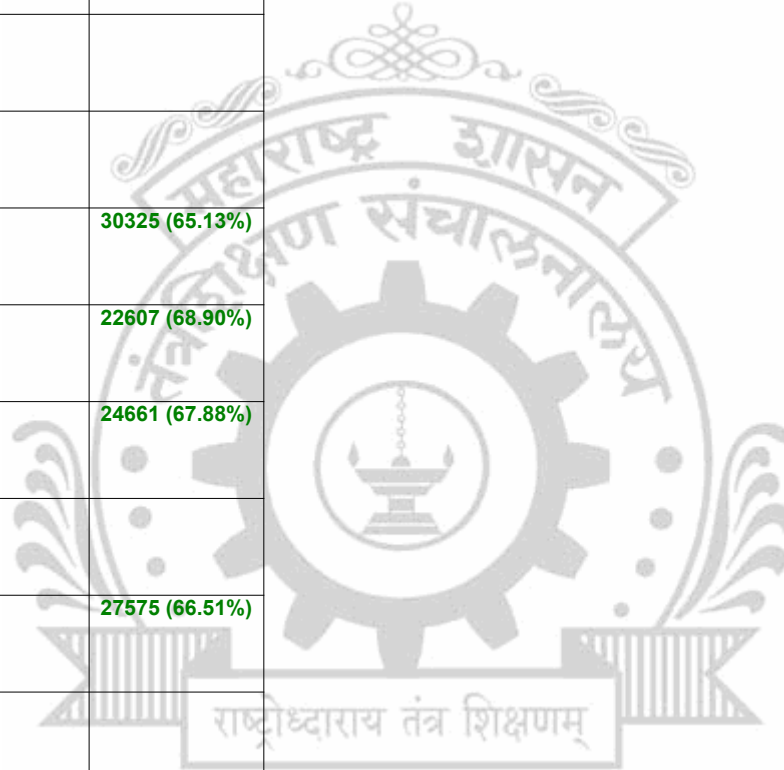 महाराष्ट्र शासन
तंत्रशिक्षण संचालनालय
30325 (65.13%)
22607 (68.90%)
24661 (67.88%)
27575 (66.51%)
राष्ट्रोध्दाराय तंत्र शिक्षणम्